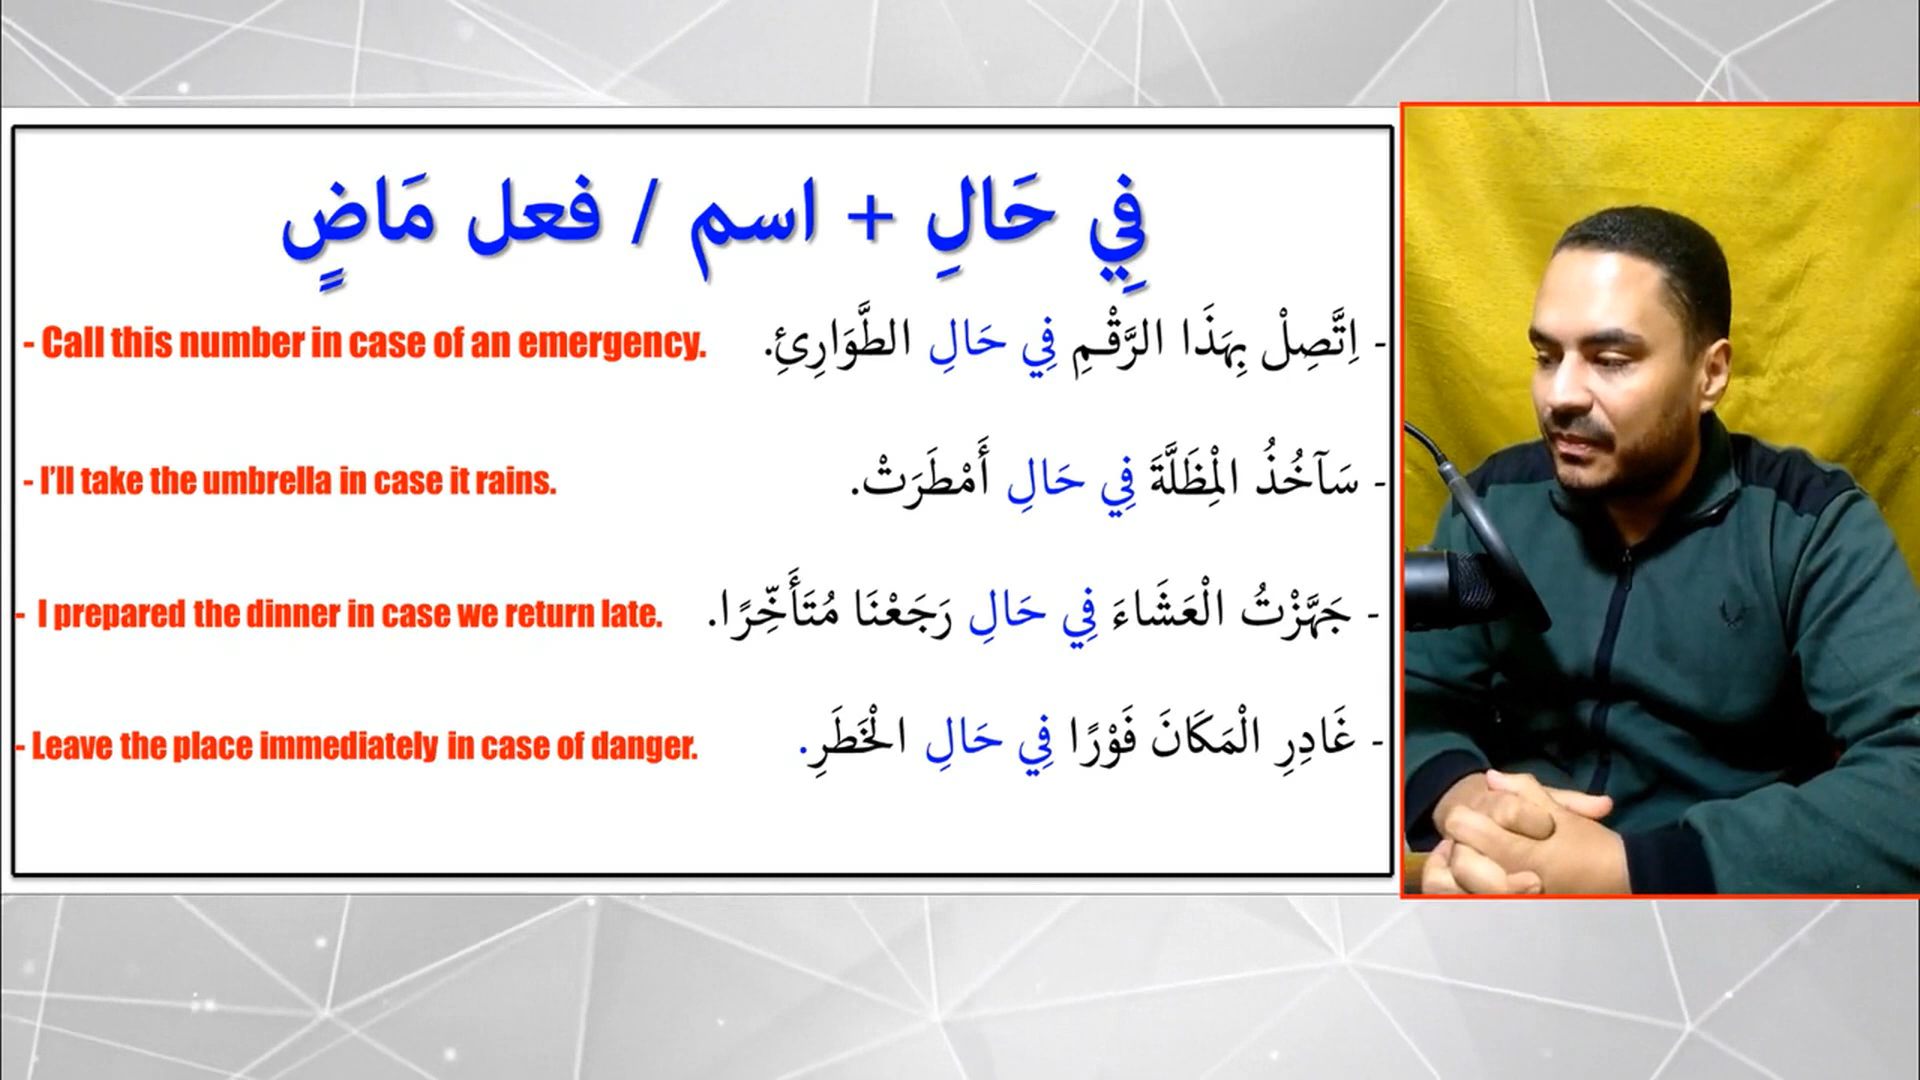 فِي حَالِ + اسم / فعل مَاضٍ
- اِتَّصِلْ بِهَذَا الرَّقْمِ فِي حَالِ الطَّوَارِئِ.
- Call this number in case of an emergency.
- سَآخُذُ الْمِظَلَّةَ فِي حَالِ أَمْطَرَتْ.
- I'll take the umbrella in case it rains.
- جَهَّزْتُ الْعَشَاءَ فِي حَالِ رَجَعْنَا مُتَأَخِّرًا.
- I prepared the dinner in case we return late.
- غَادِرِ الْمَكَانَ فَوْرًا فِي حَالِ الْخَطَرِ.
- Leave the place immediately in case of danger.